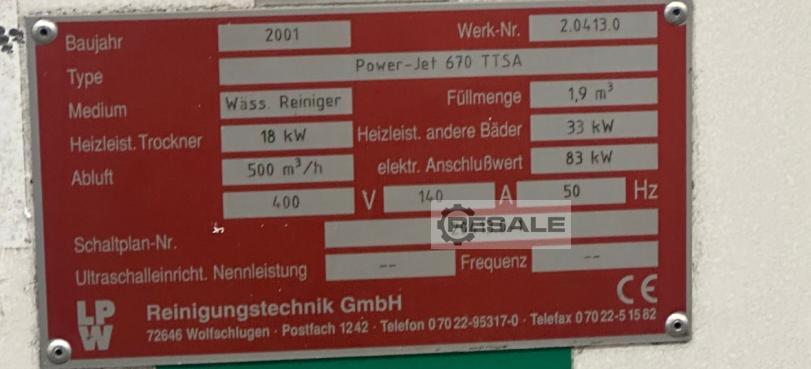 Baujahr 2001 Werk-Nr. 2.0413.0
Type Power-Jet 670 TTSA
Medium Wäss. Reiniger Füllmenge 1,9 m³
Heizleist. Trockner 18 kW Heizleist. andere Bäder 33 kW
Abluft 500 m³/h elektr. Anschlußwert 83 kW
400 V 140 A 50 Hz
Schaltplan-Nr.
RESALE
Ultraschalleinricht. Nennleistung -- Frequenz --
CE
LPW Reinigungstechnik GmbH
72646 Wolfschlugen · Postfach 1242 · Telefon 0 70 22-95317-0 · Telefax 0 70 22-5 15 82